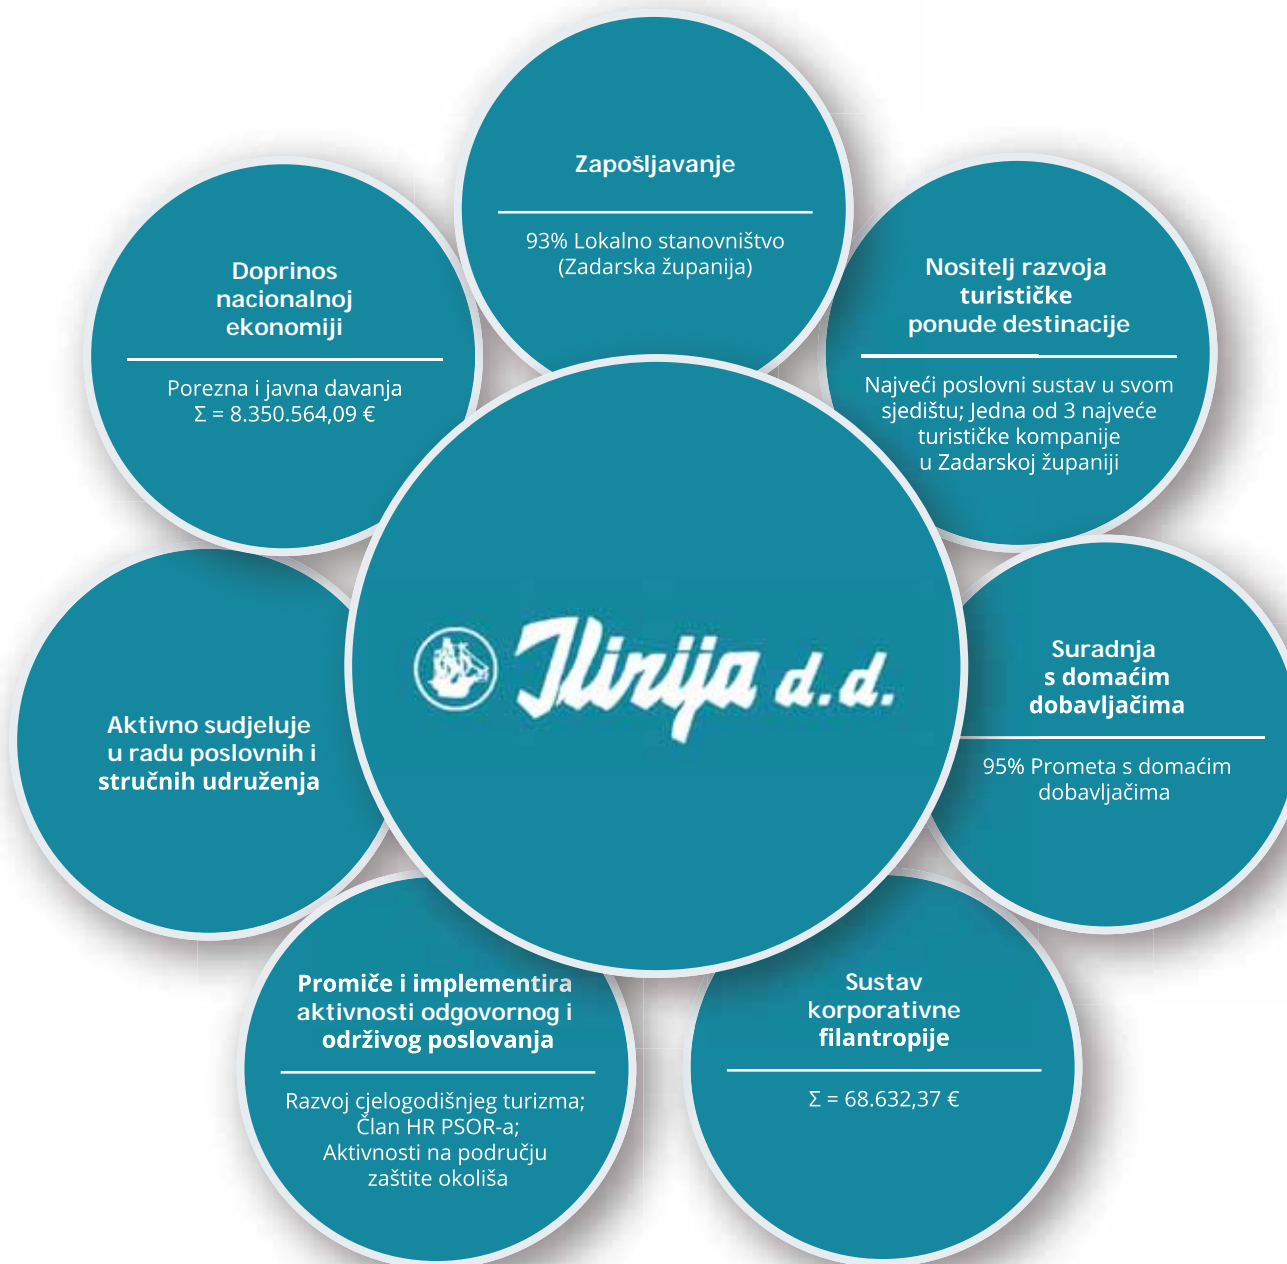 Zapošljavanje
93% Lokalno stanovništvo
(Zadarska županija)
Doprinos
nacionalnoj
ekonomiji
Porezna i javna davanja
Σ = 8.350.564,09 €
Nositelj razvoja
turističke
ponude destinacije
Najveći poslovni sustav u svom
sjedištu; Jedna od 3 najveće
turističke kompanije
u Zadarskoj županiji
Ilirija d.d.
Suradnja
s domaćim
dobavljačima
95% Prometa s domaćim
dobavljačima
Aktivno sudjeluje
u radu poslovnih i
stručnih udruženja
Promiče i implementira
aktivnosti odgovornog i
održivog poslovanja
Razvoj cjelogodišnjeg turizma;
Član HR PSOR-a;
Aktivnosti na području
zaštite okoliša
Sustav
korporativne
filantropije
Σ = 68.632,37 €